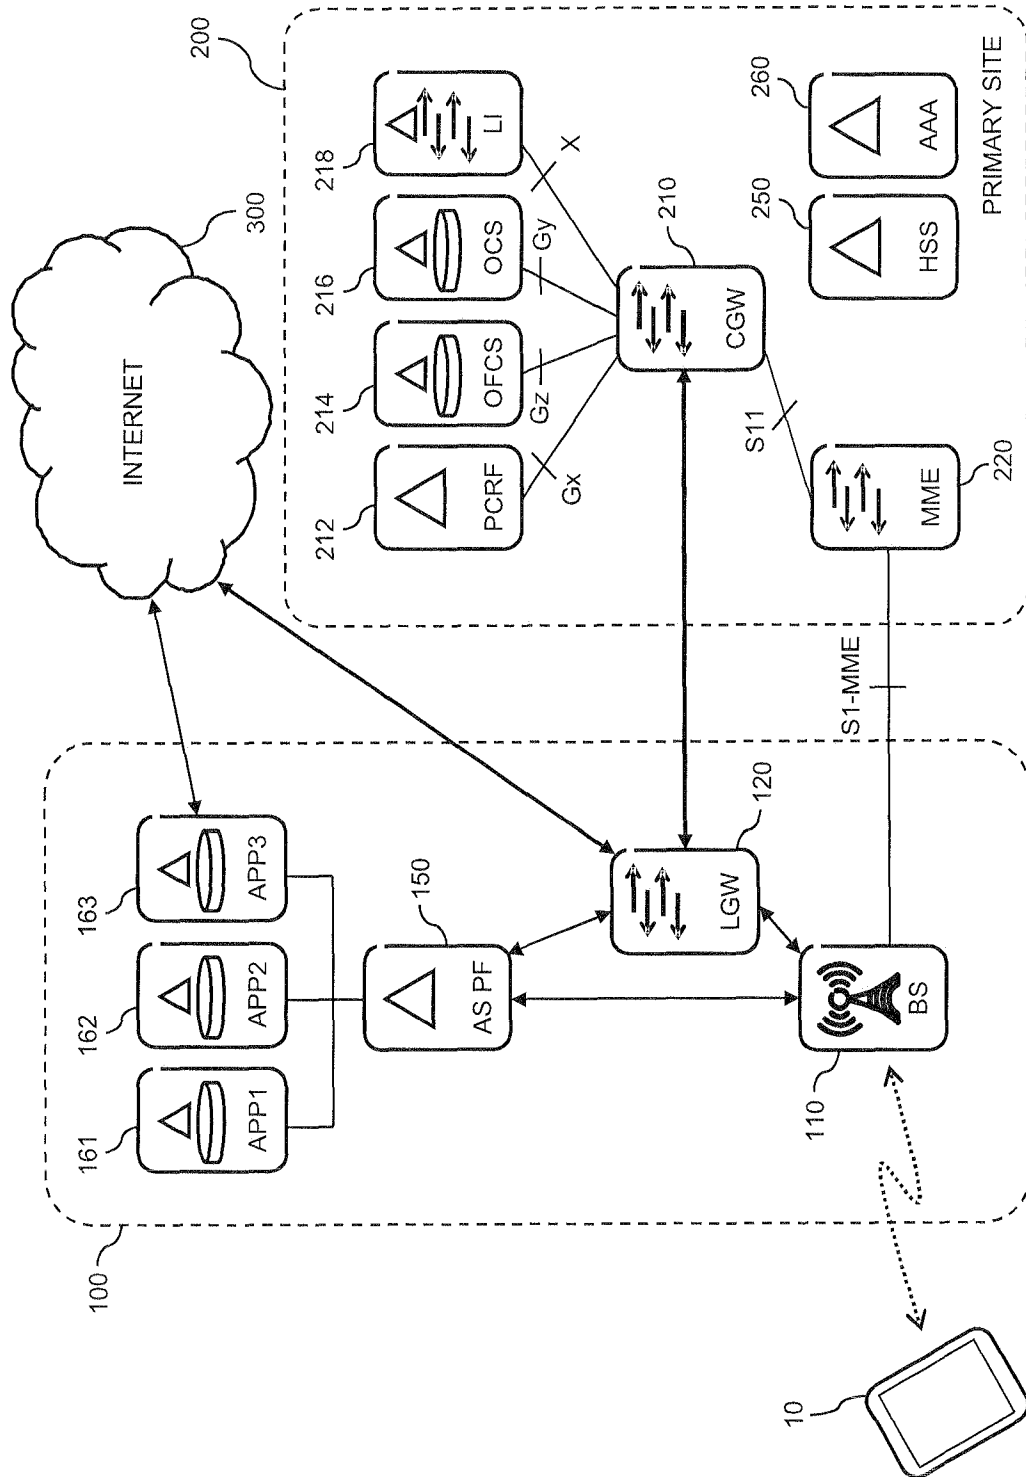 100
161
APP1
162
APP2
163
APP3
150
AS PF
120
LGW
110
BS
10
INTERNET
300
200
212
PCRF
214
OFCS
216
OCS
218
LI
Gx
Gz
Gy
X
210
CGW
S11
S1-MME
MME
220
250
HSS
260
AAA
PRIMARY SITE